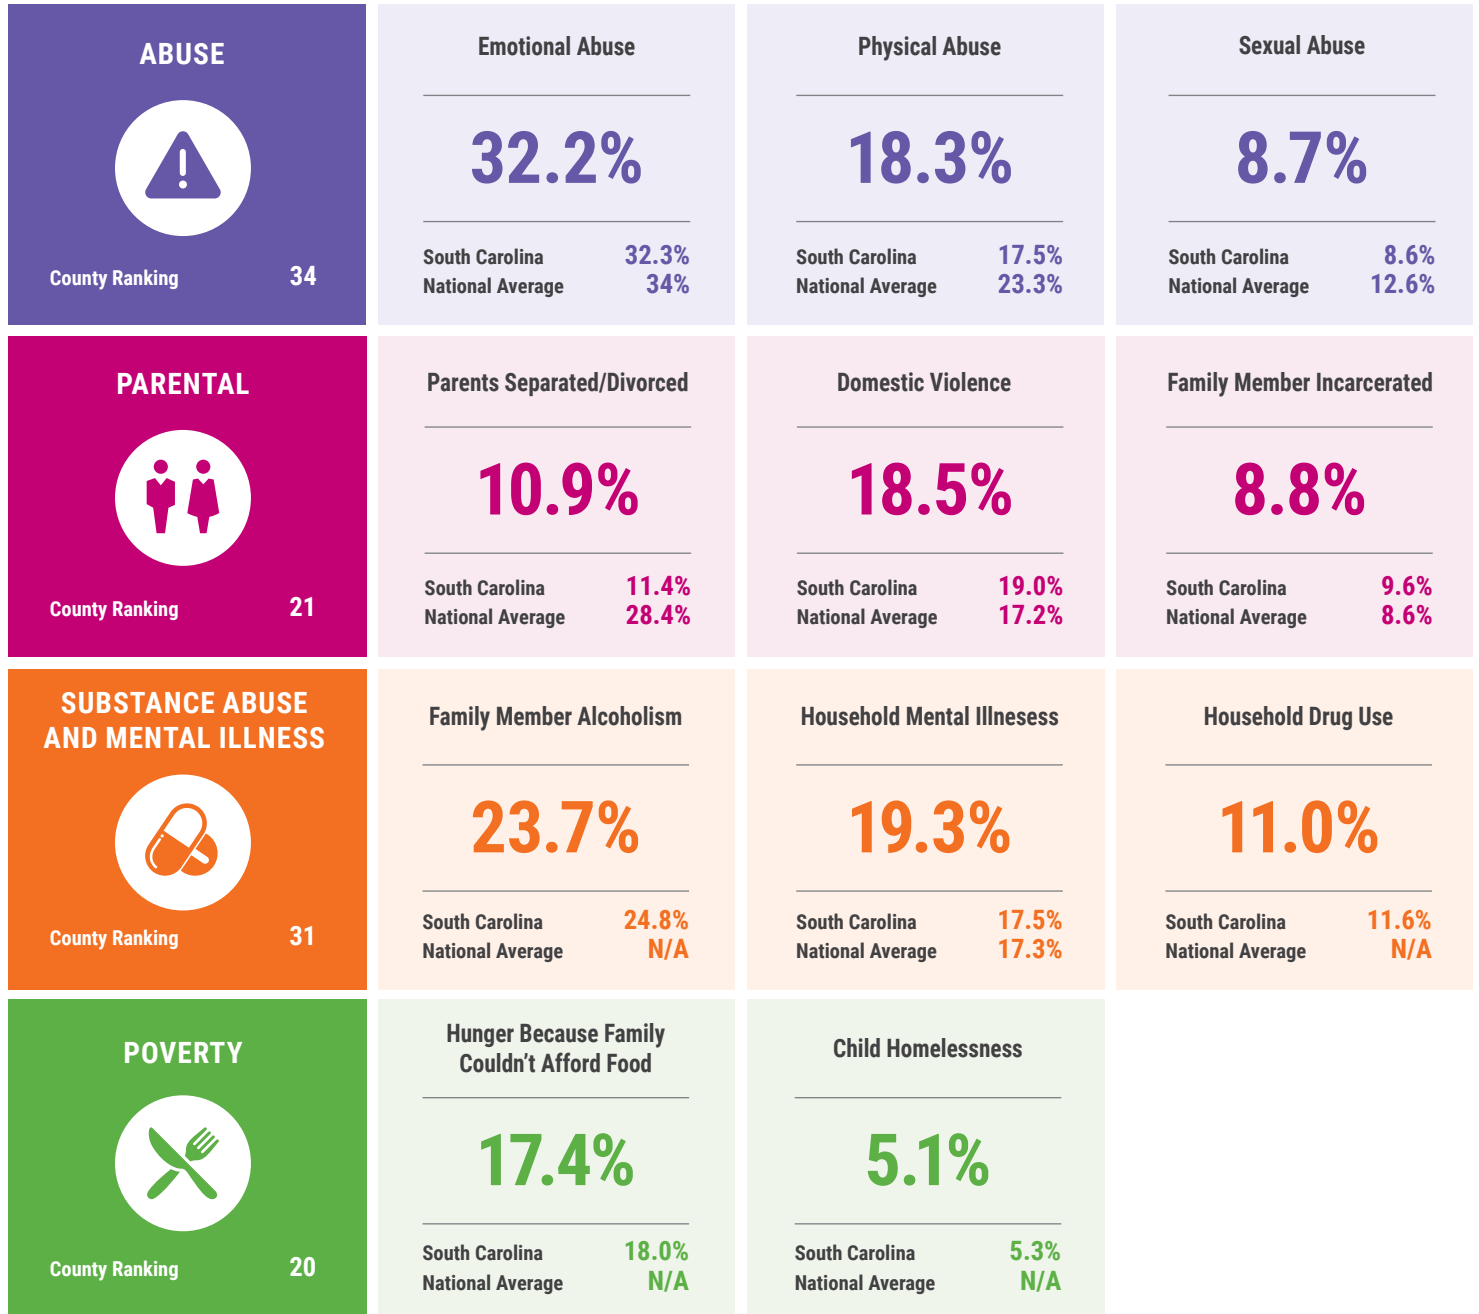 ABUSE
County Ranking 34
Emotional Abuse
32.2%
South Carolina 32.3%
National Average 34%
Physical Abuse
18.3%
South Carolina 17.5%
National Average 23.3%
Sexual Abuse
8.7%
South Carolina 8.6%
National Average 12.6%
PARENTAL
County Ranking 21
Parents Separated/Divorced
10.9%
South Carolina 11.4%
National Average 28.4%
Domestic Violence
18.5%
South Carolina 19.0%
National Average 17.2%
Family Member Incarcerated
8.8%
South Carolina 9.6%
National Average 8.6%
SUBSTANCE ABUSE
AND MENTAL ILLNESS
County Ranking 31
Family Member Alcoholism
23.7%
South Carolina 24.8%
National Average N/A
Household Mental Illnesess
19.3%
South Carolina 17.5%
National Average 17.3%
Household Drug Use
11.0%
South Carolina 11.6%
National Average N/A
POVERTY
County Ranking 20
Hunger Because Family
Couldn’t Afford Food
17.4%
South Carolina 18.0%
National Average N/A
Child Homelessness
5.1%
South Carolina 5.3%
National Average N/A